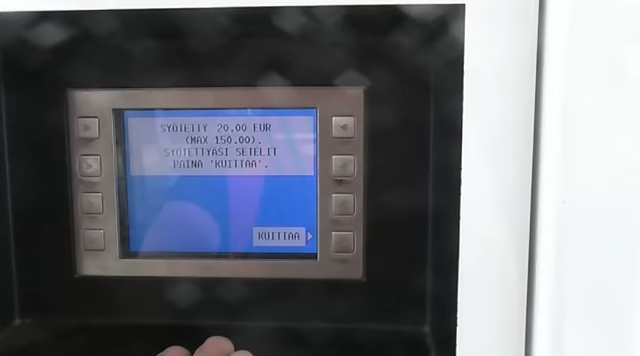 SYÖTETTY 20.00 EUR
(MAX 150.00).
SYÖTETTYÄSI SETELIT
PAINA 'KUITTAA'.
KUITTAA